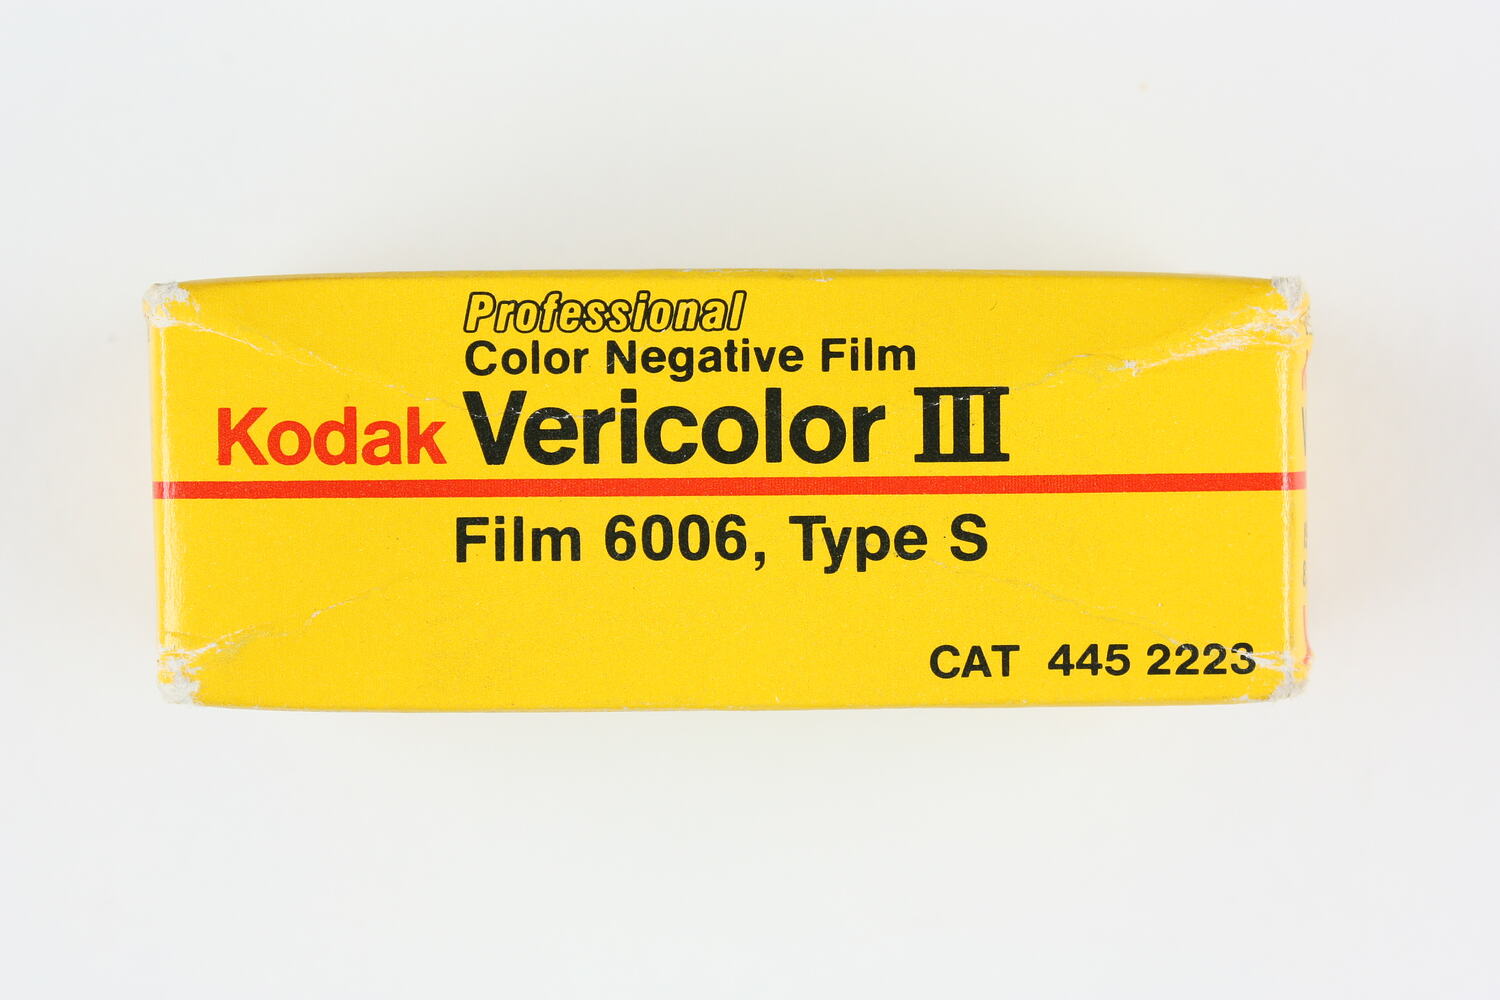 Professional
Color Negative Film
Kodak Vericolor III
Film 6006, Type S
CAT 445 2223